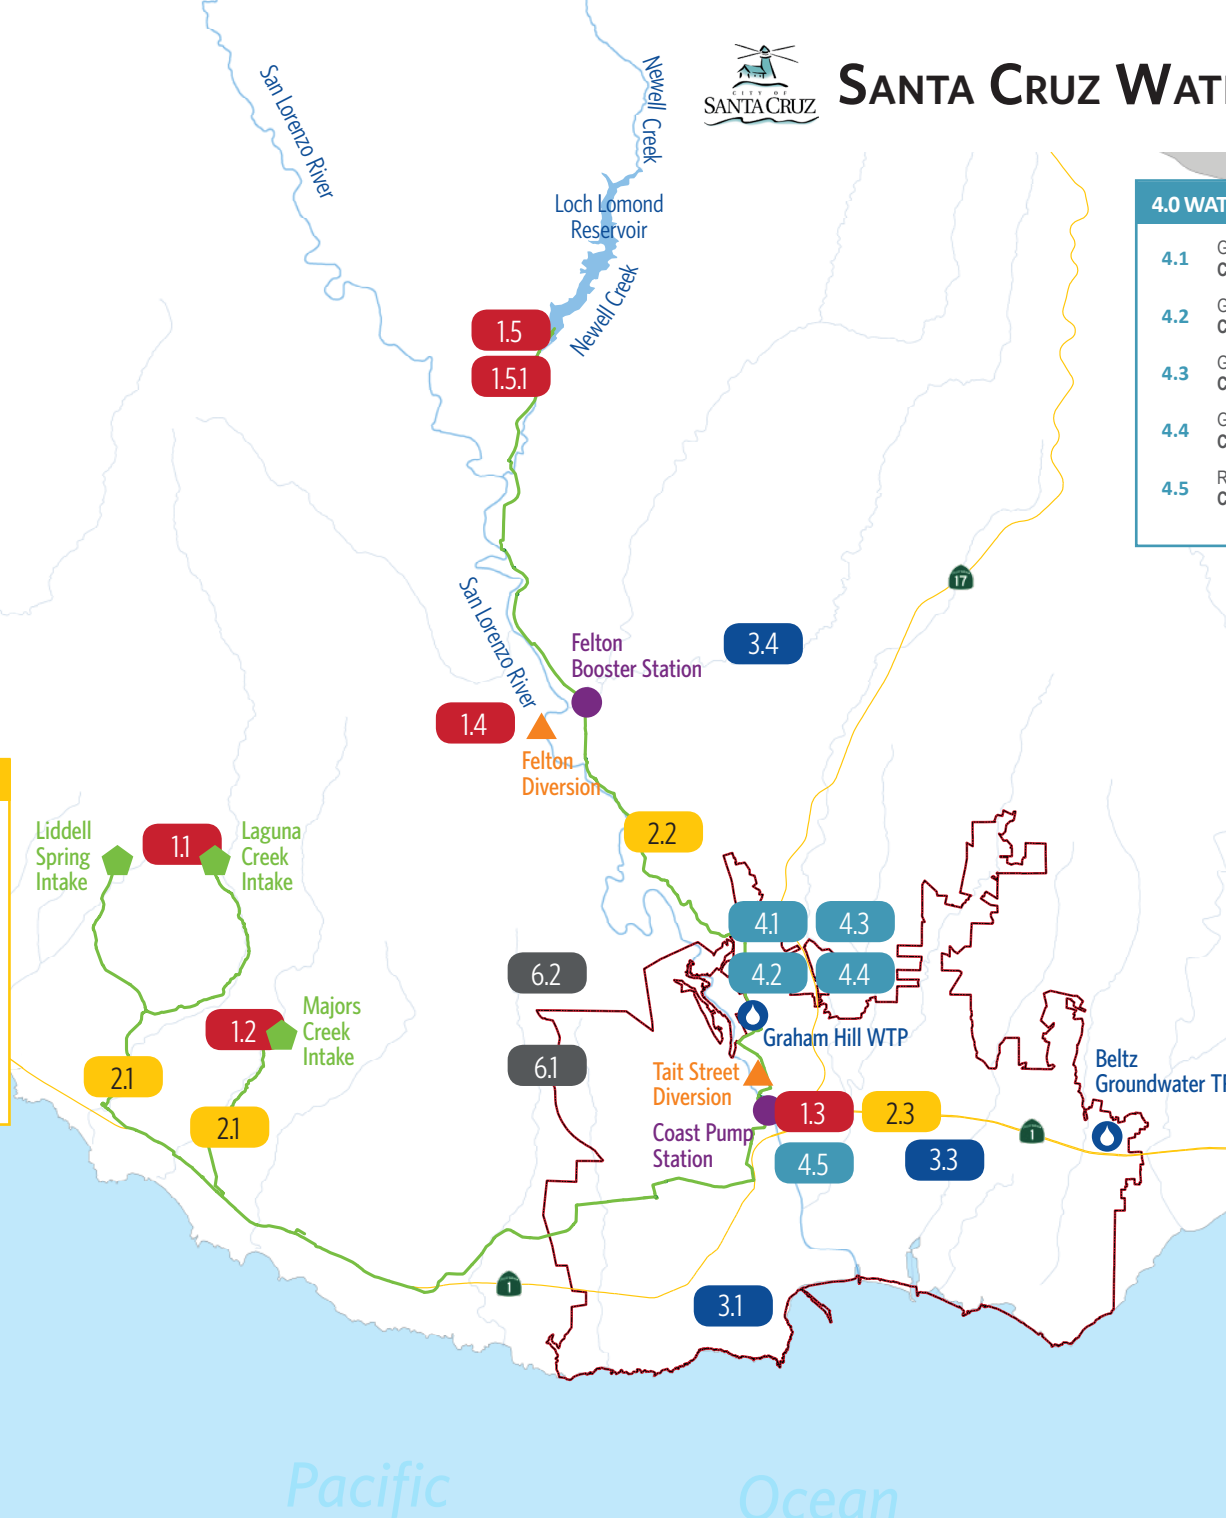 San Lorenzo River
Newell Creek
CITY OF
SANTA CRUZ
SANTA CRUZ
Loch Lomond
Reservoir
Newell Creek
4.0
4.1
G
C
4.2
G
C
4.3
G
C
4.4
G
C
4.5
R
C
1.5
1.5.1
17
San Lorenzo River
Felton
Booster Station
3.4
1.4
Felton
Diversion
2.2
Liddell
Spring
Intake
1.1
Laguna
Creek
Intake
4.1
4.3
6.2
4.2
4.4
1.2
Majors
Creek
Intake
Graham Hill WTP
6.1
2.1
Tait Street
Diversion
Beltz
Groundwater
1.3
2.3
2.1
Coast Pump
Station
1
4.5
3.3
1
3.1
Pacific
Ocean